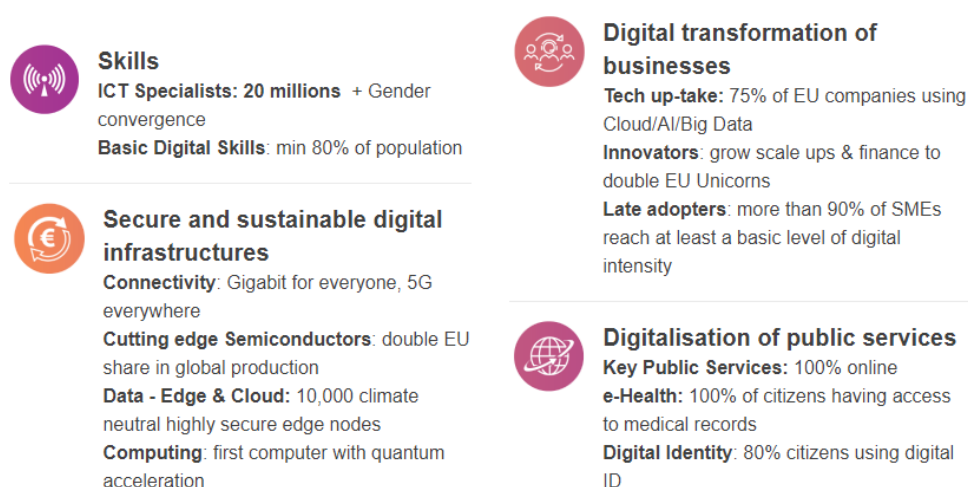 Skills
ICT Specialists: 20 millions + Gender
convergence
Basic Digital Skills: min 80% of population
Secure and sustainable digital
infrastructures
Connectivity: Gigabit for everyone, 5G
everywhere
Cutting edge Semiconductors: double EU
share in global production
Data - Edge & Cloud: 10,000 climate
neutral highly secure edge nodes
Computing: first computer with quantum
acceleration
Digital transformation of
businesses
Tech up-take: 75% of EU companies using
Cloud/AI/Big Data
Innovators: grow scale ups & finance to
double EU Unicorns
Late adopters: more than 90% of SMEs
reach at least a basic level of digital
intensity
Digitalisation of public services
Key Public Services: 100% online
e-Health: 100% of citizens having access
to medical records
Digital Identity: 80% citizens using digital
ID